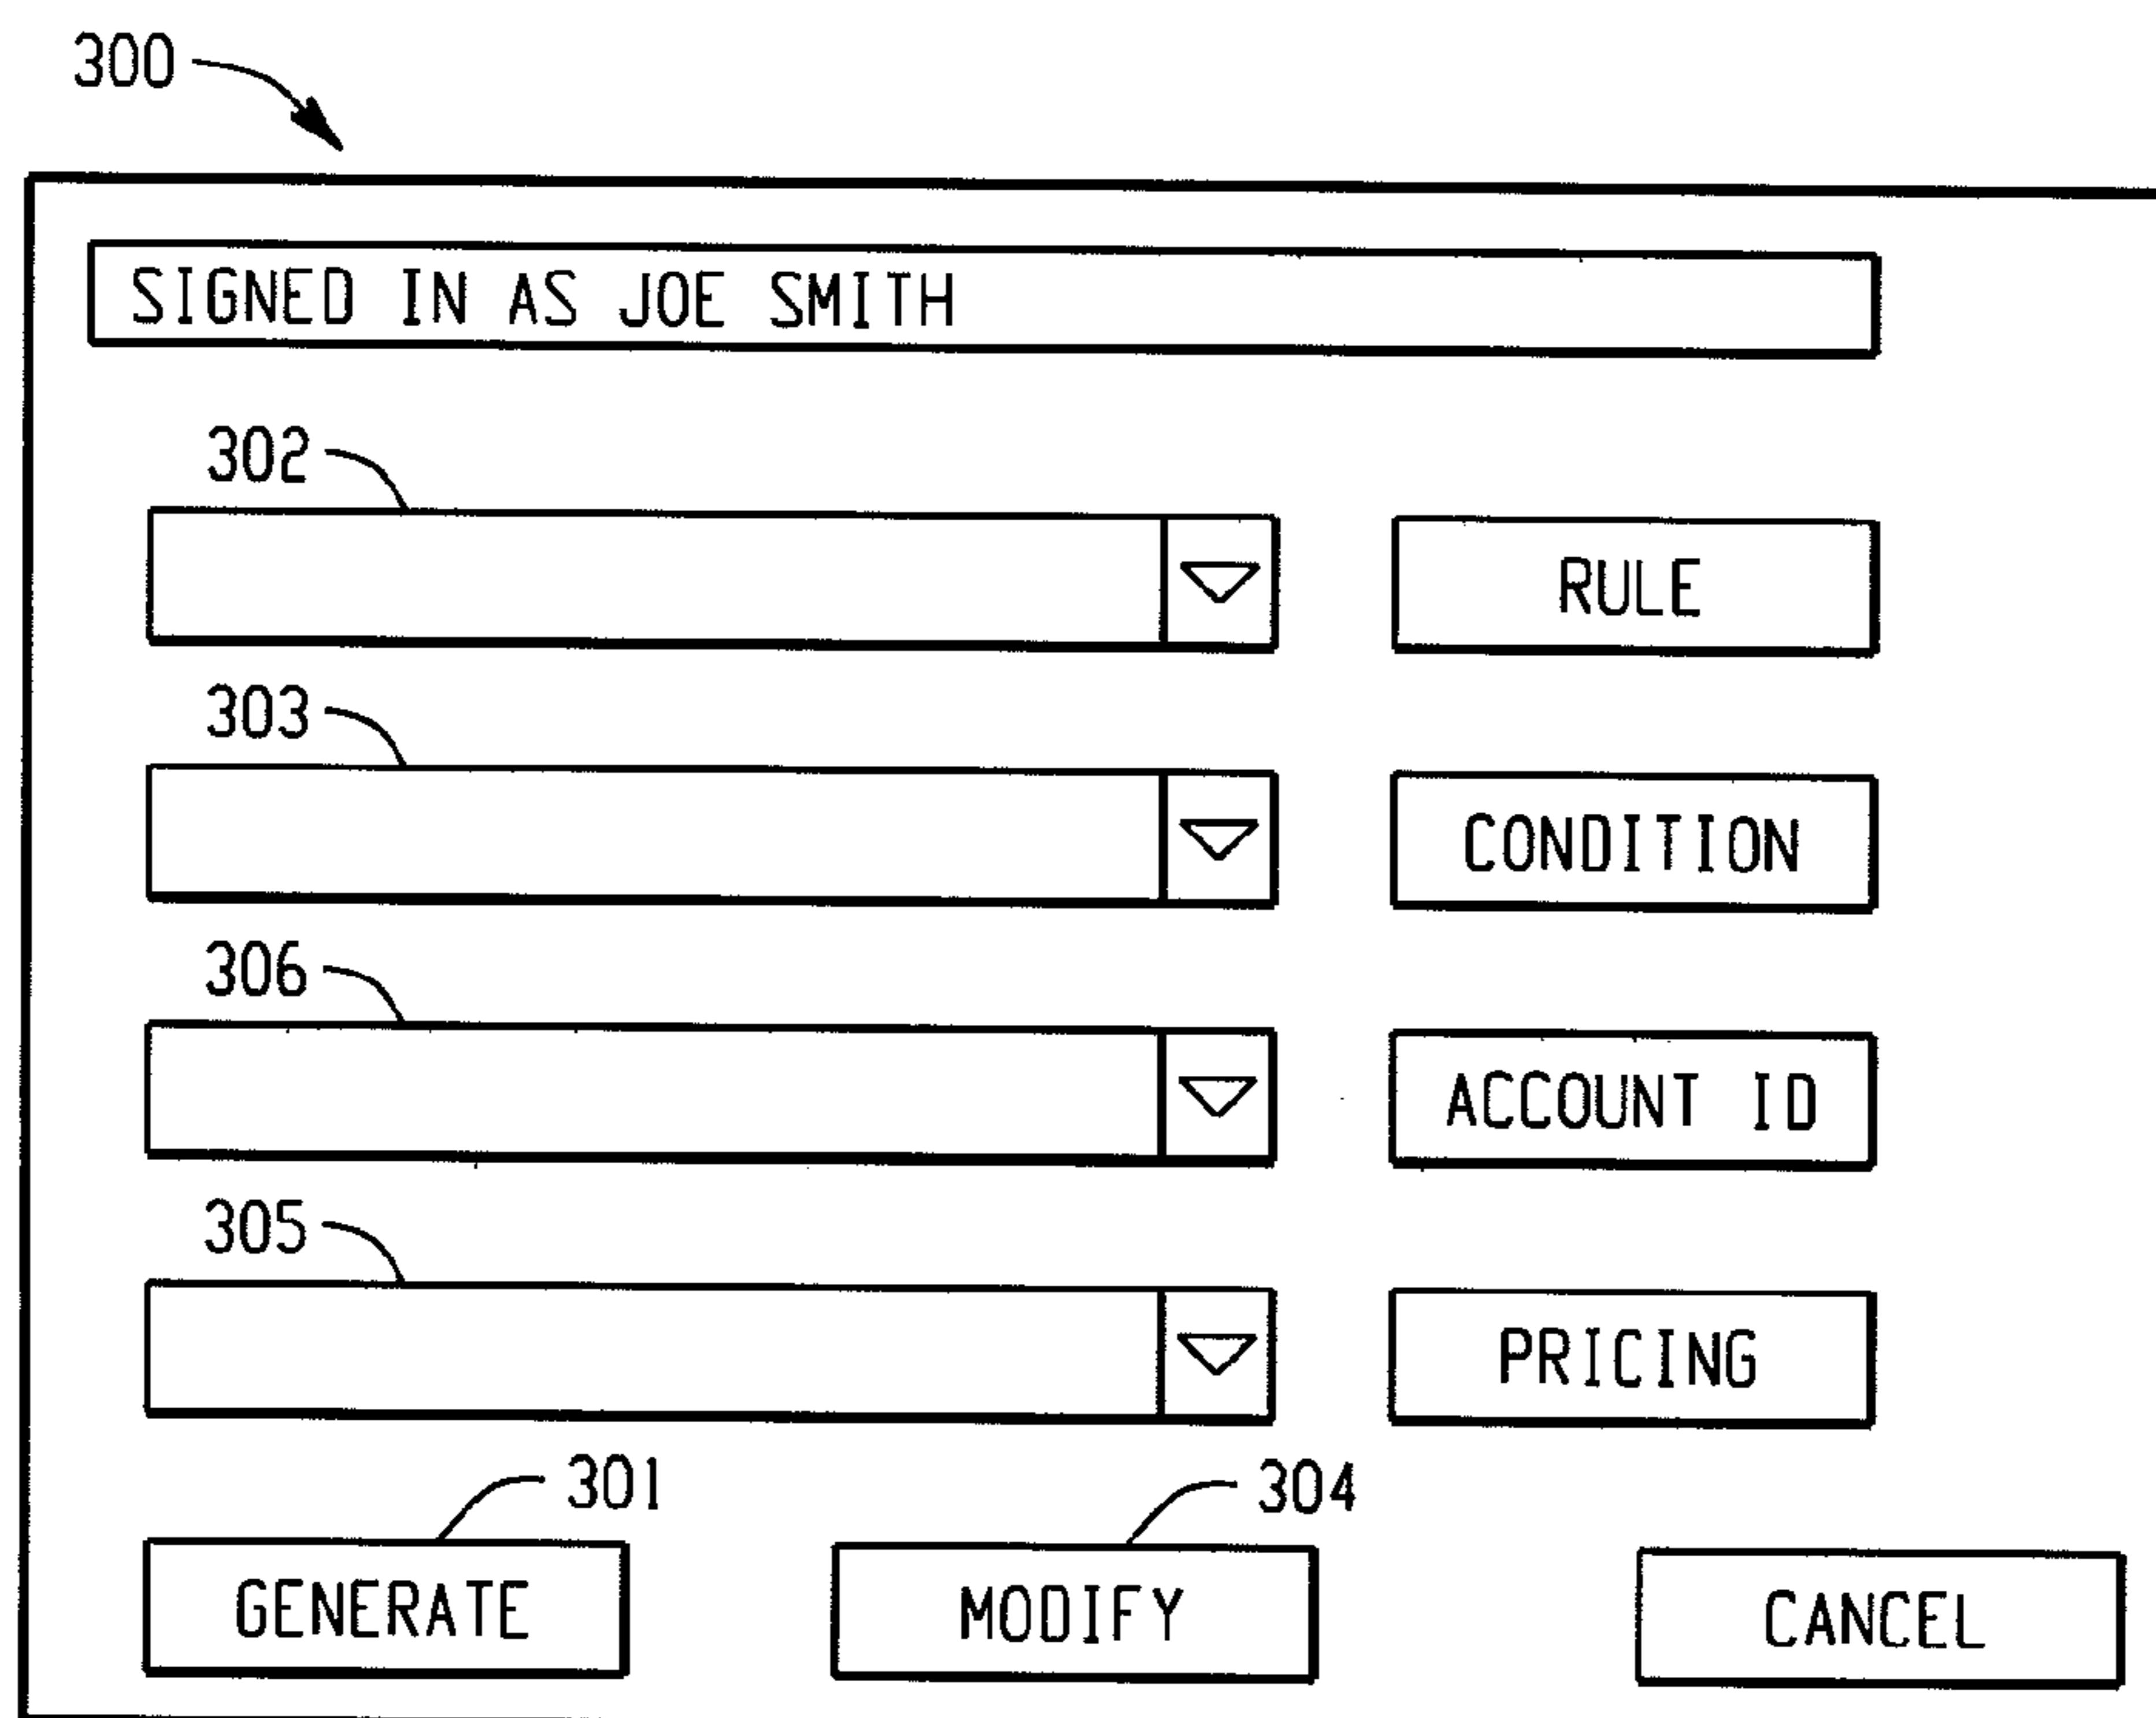 300
SIGNED IN AS JOE SMITH
302
RULE
303
CONDITION
306
ACCOUNT ID
305
PRICING
301
304
GENERATE
MODIFY
CANCEL